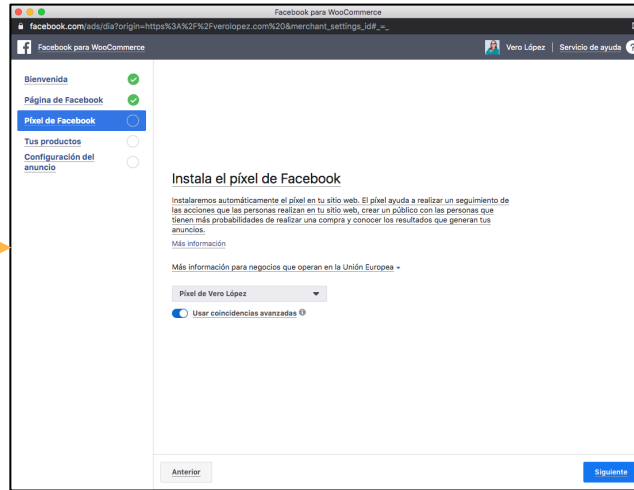 Facebook para WooCommerce
facebook.com/ads/dia?origin=https%3A%2F%2Fverolopez.com%20&merchant_settings_id#_=_
Facebook para WooCommerce
Vero López | Servicio de ayuda ?
Bienvenida
Página de Facebook
Píxel de Facebook
Tus productos
Configuración del
anuncio
Instala el píxel de Facebook
Instalaremos automáticamente el píxel en tu sitio web. El píxel ayuda a realizar un seguimiento de
las acciones que las personas realizan en tu sitio web, crear un público con las personas que
tienen más probabilidades de realizar una compra y conocer los resultados que generan tus
anuncios.
Más información
Más información para negocios que operan en la Unión Europea
Píxel de Vero López
Usar coincidencias avanzadas
Anterior
Siguiente